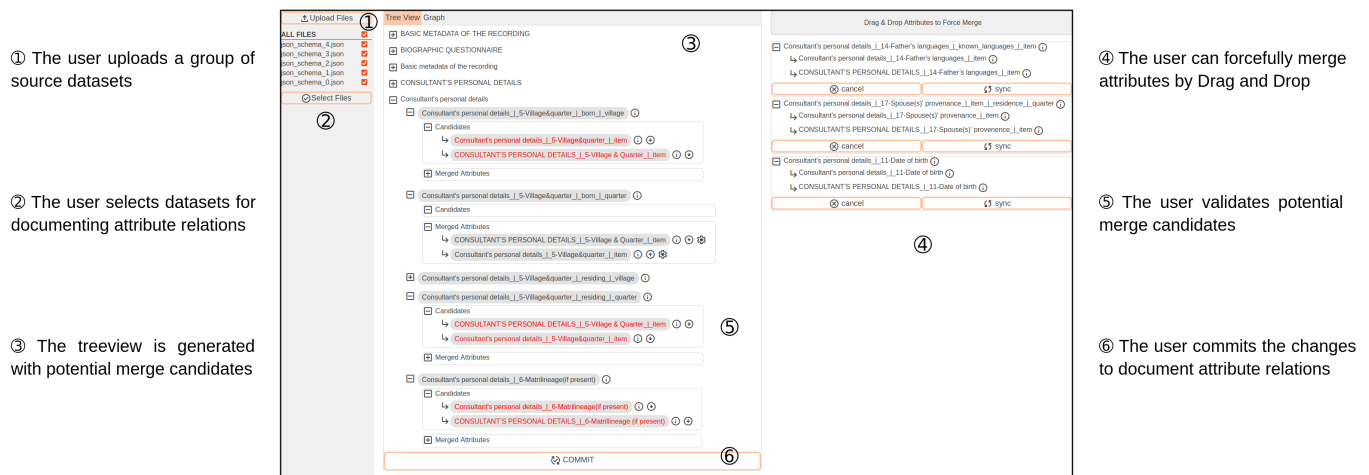 ① The user uploads a group of
source datasets
② The user selects datasets for
documenting attribute relations
③ The treeview is generated
with potential merge candidates
Upload Files
①
ALL FILES
json_schema_4.json
json_schema_3.json
json_schema_2.json
json_schema_1.json
json_schema_0.json
Select Files
②
Tree View Graph
③
BASIC METADATA OF THE RECORDING
BIOGRAPHIC QUESTIONNAIRE
Basic metadata of the recording
CONSULTANT'S PERSONAL DETAILS
Consultant's personal details
Consultant's personal details_|_5-Village&quarter_|_born_|_village
Candidates
Consultant's personal details_|_5-Village&quarter_|_item
CONSULTANT'S PERSONAL DETAILS_|_5-Village & Quarter_|_item
Merged Attributes
Consultant's personal details_|_5-Village&quarter_|_born_|_quarter
Candidates
Merged Attributes
CONSULTANT'S PERSONAL DETAILS_|_5-Village & Quarter_|_item
Consultant's personal details_|_5-Village&quarter_|_item
Consultant's personal details_|_5-Village&quarter_|_residing_|_village
Consultant's personal details_|_5-Village&quarter_|_residing_|_quarter
Candidates
CONSULTANT'S PERSONAL DETAILS_|_5-Village & Quarter_|_item
Consultant's personal details_|_5-Village&quarter_|_item
⑤
Merged Attributes
Consultant's personal details_|_6-Matrilineage(if present)
Candidates
Consultant's personal details_|_6-Matrilineage(if present)
CONSULTANT'S PERSONAL DETAILS_|_6-Matrilineage (if present)
Merged Attributes
COMMIT
⑥
Drag & Drop Attributes to Force Merge
Consultant's personal details_|_14-Father's languages_|_known_languages_|_item
Consultant's personal details_|_14-Father's languages_|_item
CONSULTANT'S PERSONAL DETAILS_|_14-Father's languages_|_item
cancel sync
Consultant's personal details_|_17-Spouse(s)' provenance_|_item_|_residence_|_quarter
Consultant's personal details_|_17-Spouse(s)' provenance_|_item
CONSULTANT'S PERSONAL DETAILS_|_17-Spouse(s)' provenence_|_item
cancel sync
Consultant's personal details_|_11-Date of birth
Consultant's personal details_|_11-Date of birth
CONSULTANT'S PERSONAL DETAILS_|_11-Date of birth
cancel sync
④
④ The user can forcefully merge
attributes by Drag and Drop
⑤ The user validates potential
merge candidates
⑥ The user commits the changes
to document attribute relations